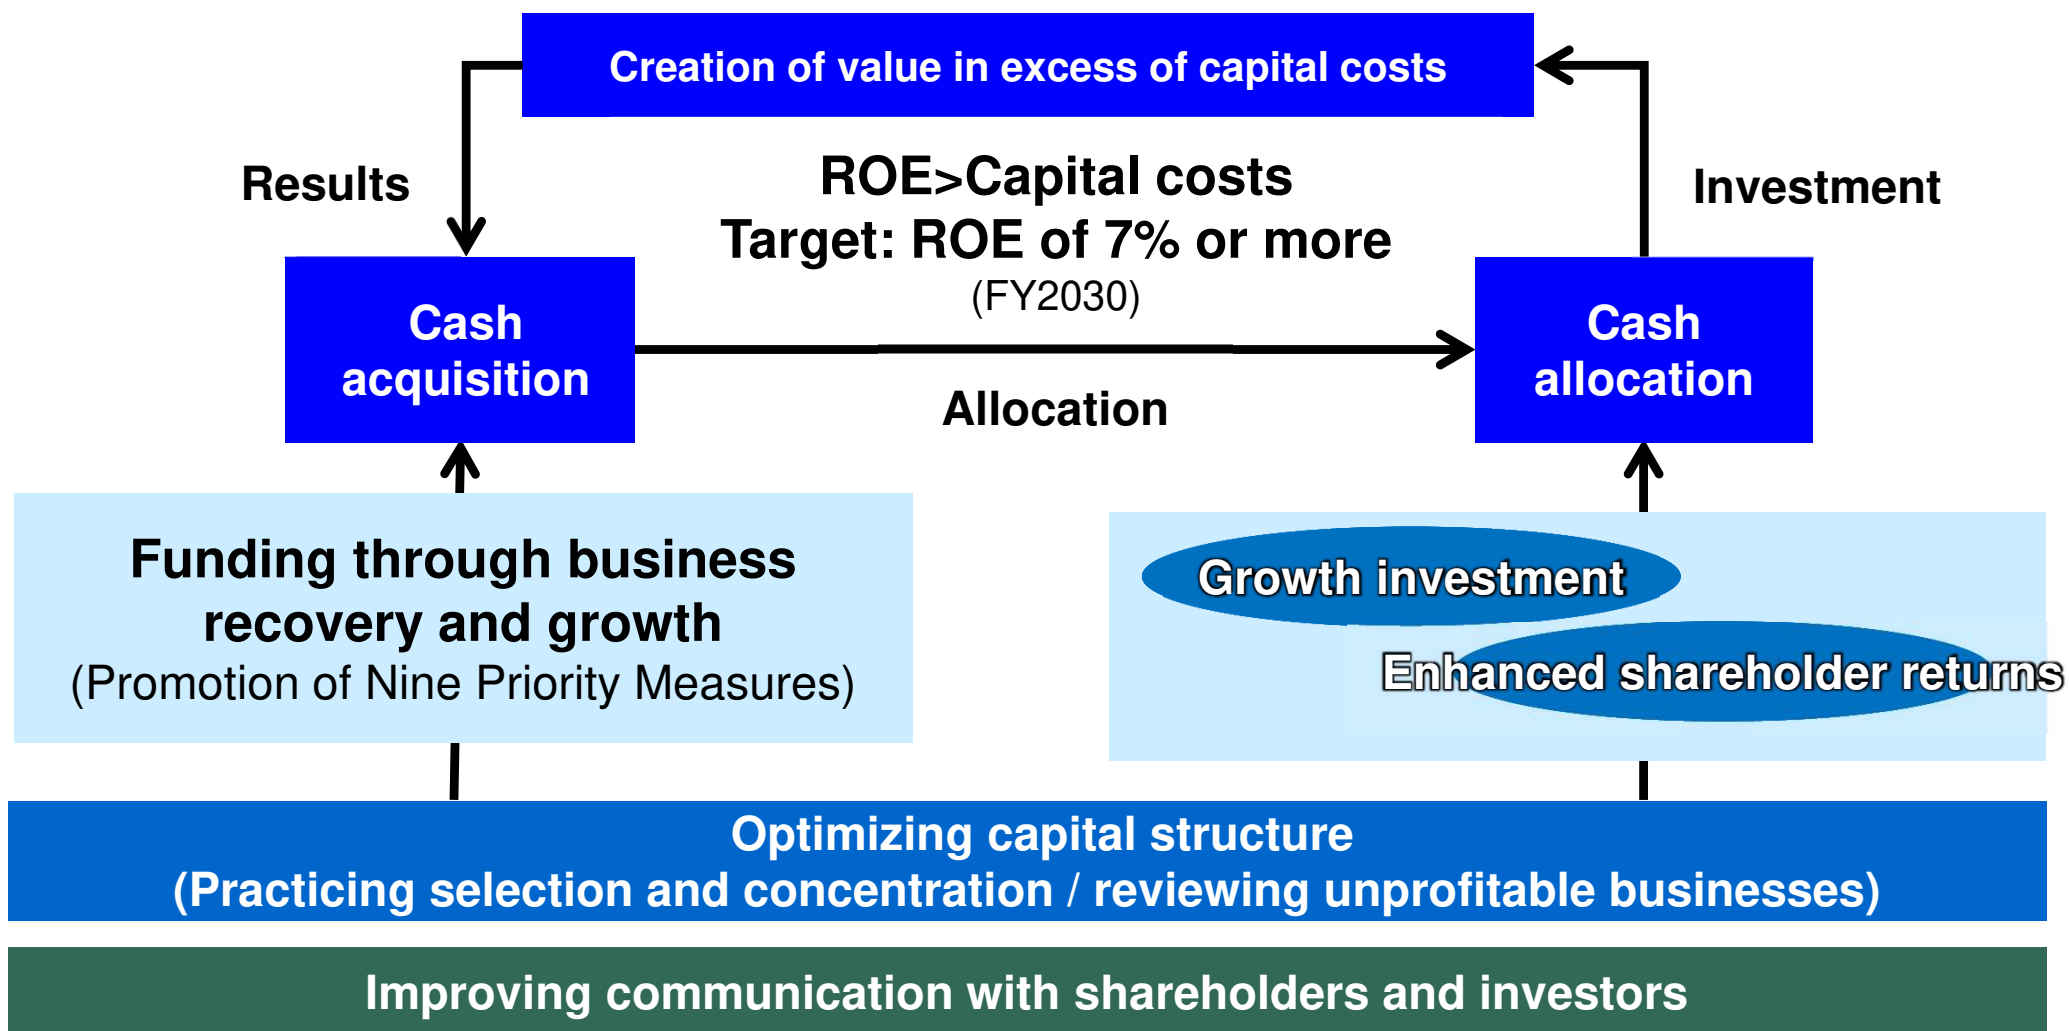 Creation of value in excess of capital costs
Results
ROE>Capital costs
Investment
Target: ROE of 7% or more
(FY2030)
Cash
acquisition
Cash
allocation
Allocation
Funding through business
recovery and growth
(Promotion of Nine Priority Measures)
Growth investment
Enhanced shareholder returns
Optimizing capital structure
(Practicing selection and concentration / reviewing unprofitable businesses)
Improving communication with shareholders and investors